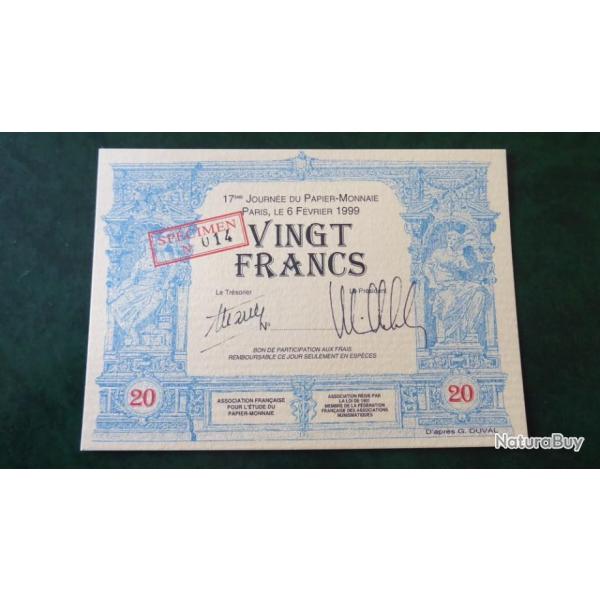 17ème JOURNÉE DU PAPIER-MONNAIE
PARIS, LE 6 FÉVRIER 1999
SPECIMEN
N° 014
VINGT
FRANCS
Le Trésorier
Le Président
N°
BON DE PARTICIPATION AUX FRAIS
REMBOURSABLE CE JOUR SEULEMENT EN ESPÈCES
20
ASSOCIATION FRANÇAISE
POUR L'ÉTUDE DU
PAPIER-MONNAIE
ASSOCIATION RÉGIE PAR
LA LOI DE 1901
MEMBRE DE LA FÉDÉRATION
FRANÇAISE DES ASSOCIATIONS
NUMISMATIQUES
20
D'après G. DUVAL
NaturaBuy